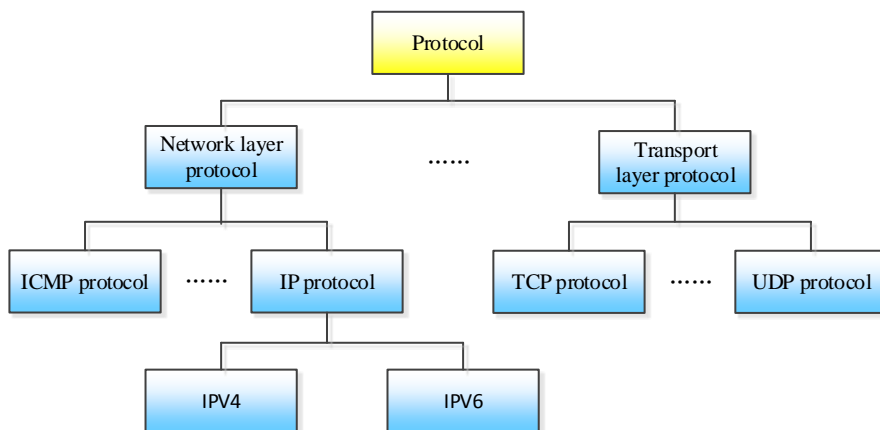 Protocol
Network layer
protocol
......
Transport
layer protocol
ICMP protocol
......
IP protocol
TCP protocol
......
UDP protocol
IPV4
IPV6